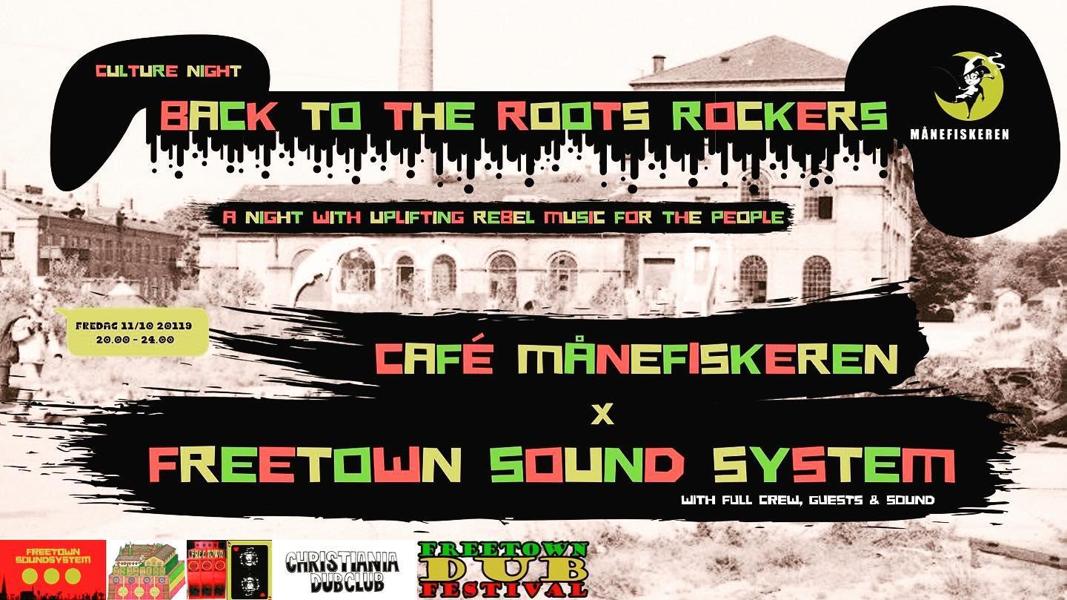 CULTURE NIGHT
BACK TO THE ROOTS ROCKERS
MÅNEFISKEREN
A NIGHT WITH UPLIFTING REBEL MUSIC FOR THE PEOPLE
FREDAG 11/10 20119
20.00 - 24.00
CAFÉ MÅNEFISKEREN
X
FREETOWN SOUND SYSTEM
WITH FULL CREW, GUESTS & SOUND
FREETOWN
SOUNDSYSTEM
CHRISTIANIA
DUBCLUB
FREETOWN
DUB
FESTIVAL